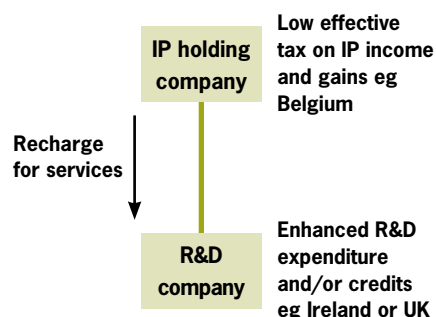 IP holding
company
Low effective
tax on IP income
and gains eg
Belgium
Recharge
for services
R&D
company
Enhanced R&D
expenditure
and/or credits
eg Ireland or UK